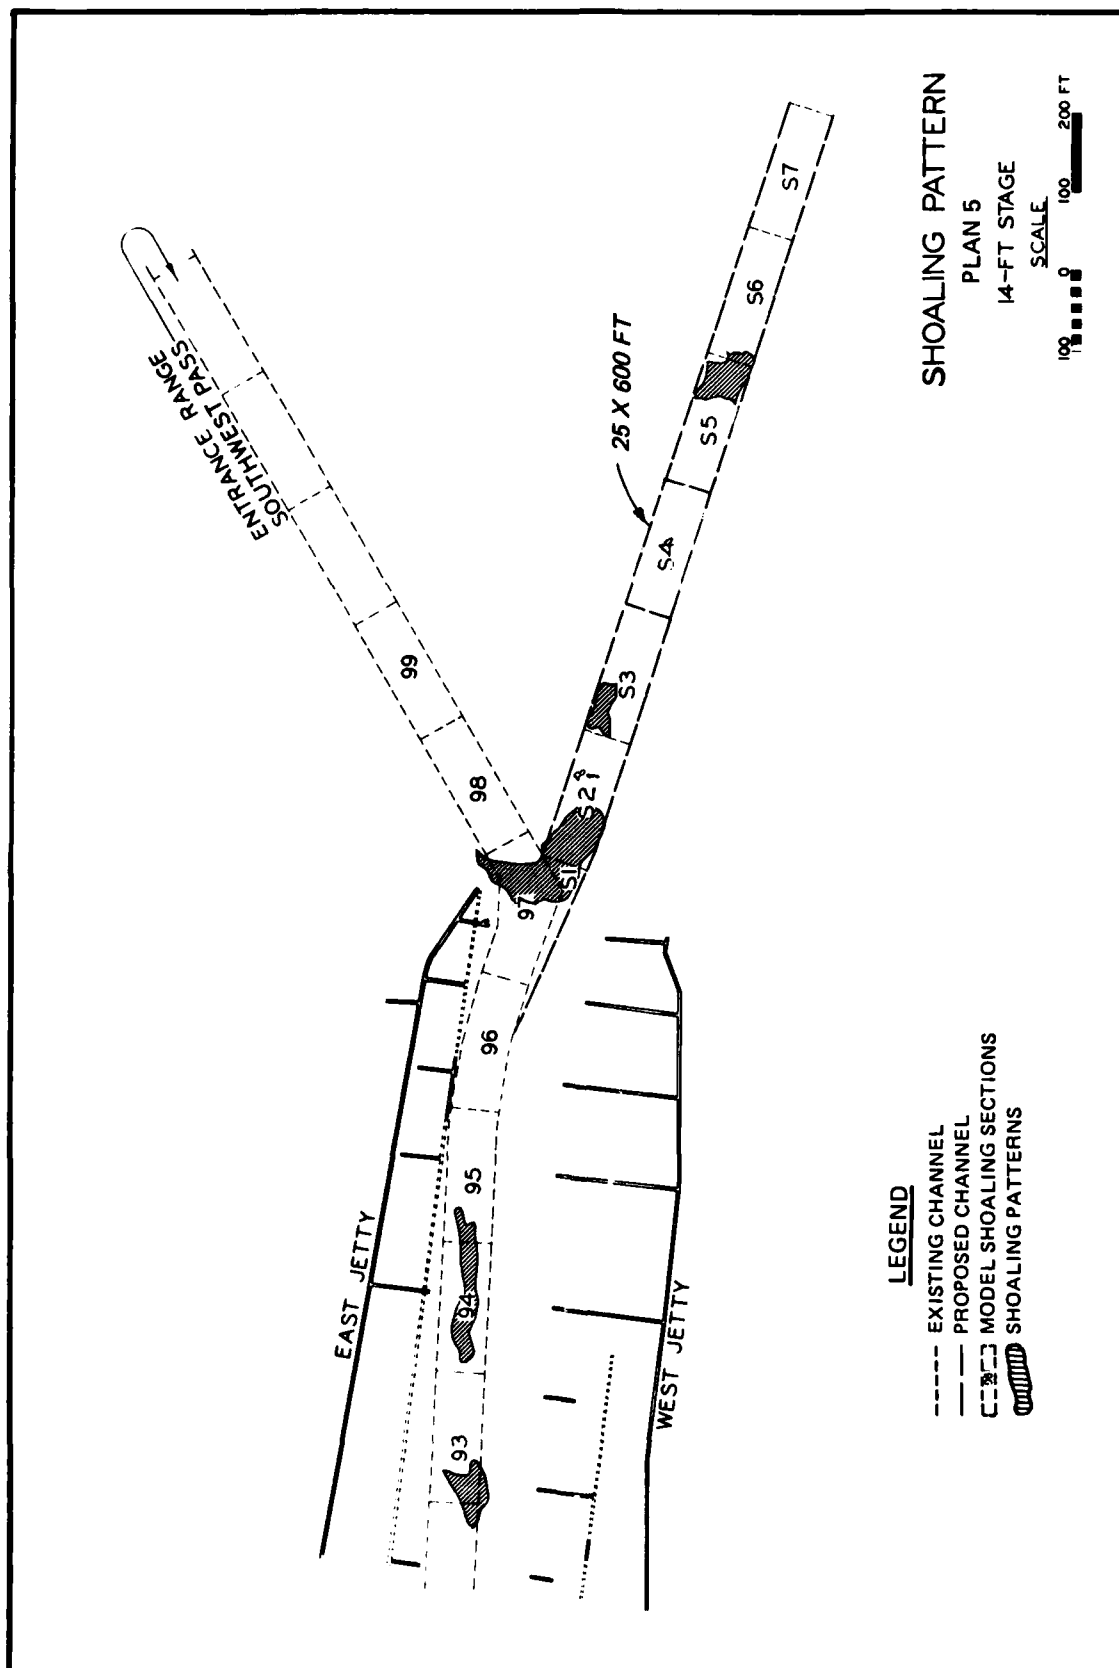 SHOALING PATTERN
PLAN 5
14-FT STAGE
SCALE
100 0 100 200 FT
ENTRANCE RANGE
SOUTHWEST PASS
25 X 600 FT
EAST JETTY
WEST JETTY
93
94
95
96
97
98
99
S1
S2
S3
S4
S5
S6
S7
LEGEND
EXISTING CHANNEL
PROPOSED CHANNEL
MODEL SHOALING SECTIONS
SHOALING PATTERNS